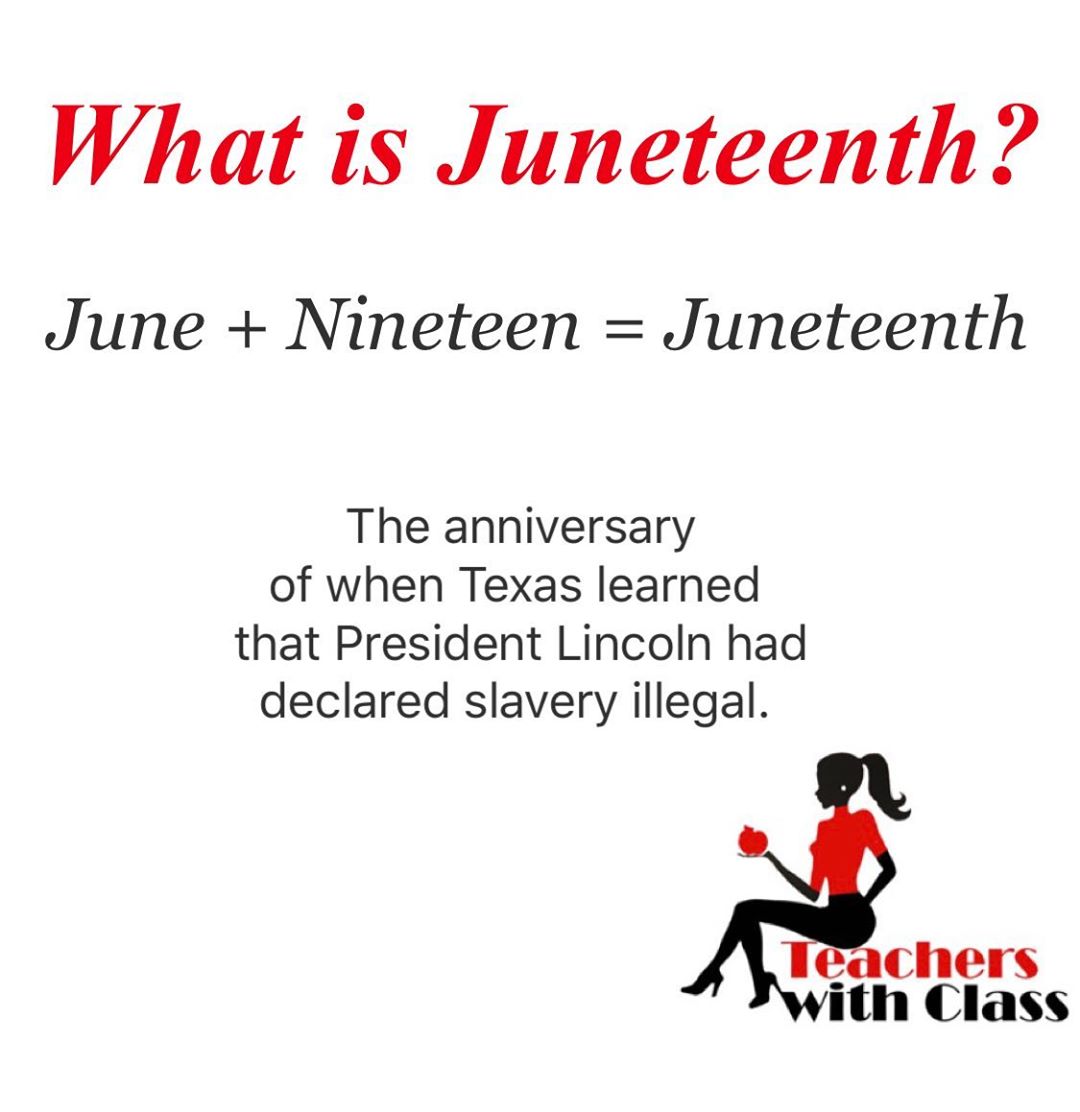 What is Juneteenth?
June + Nineteen = Juneteenth
The anniversary
of when Texas learned
that President Lincoln had
declared slavery illegal.
Teachers
with Class